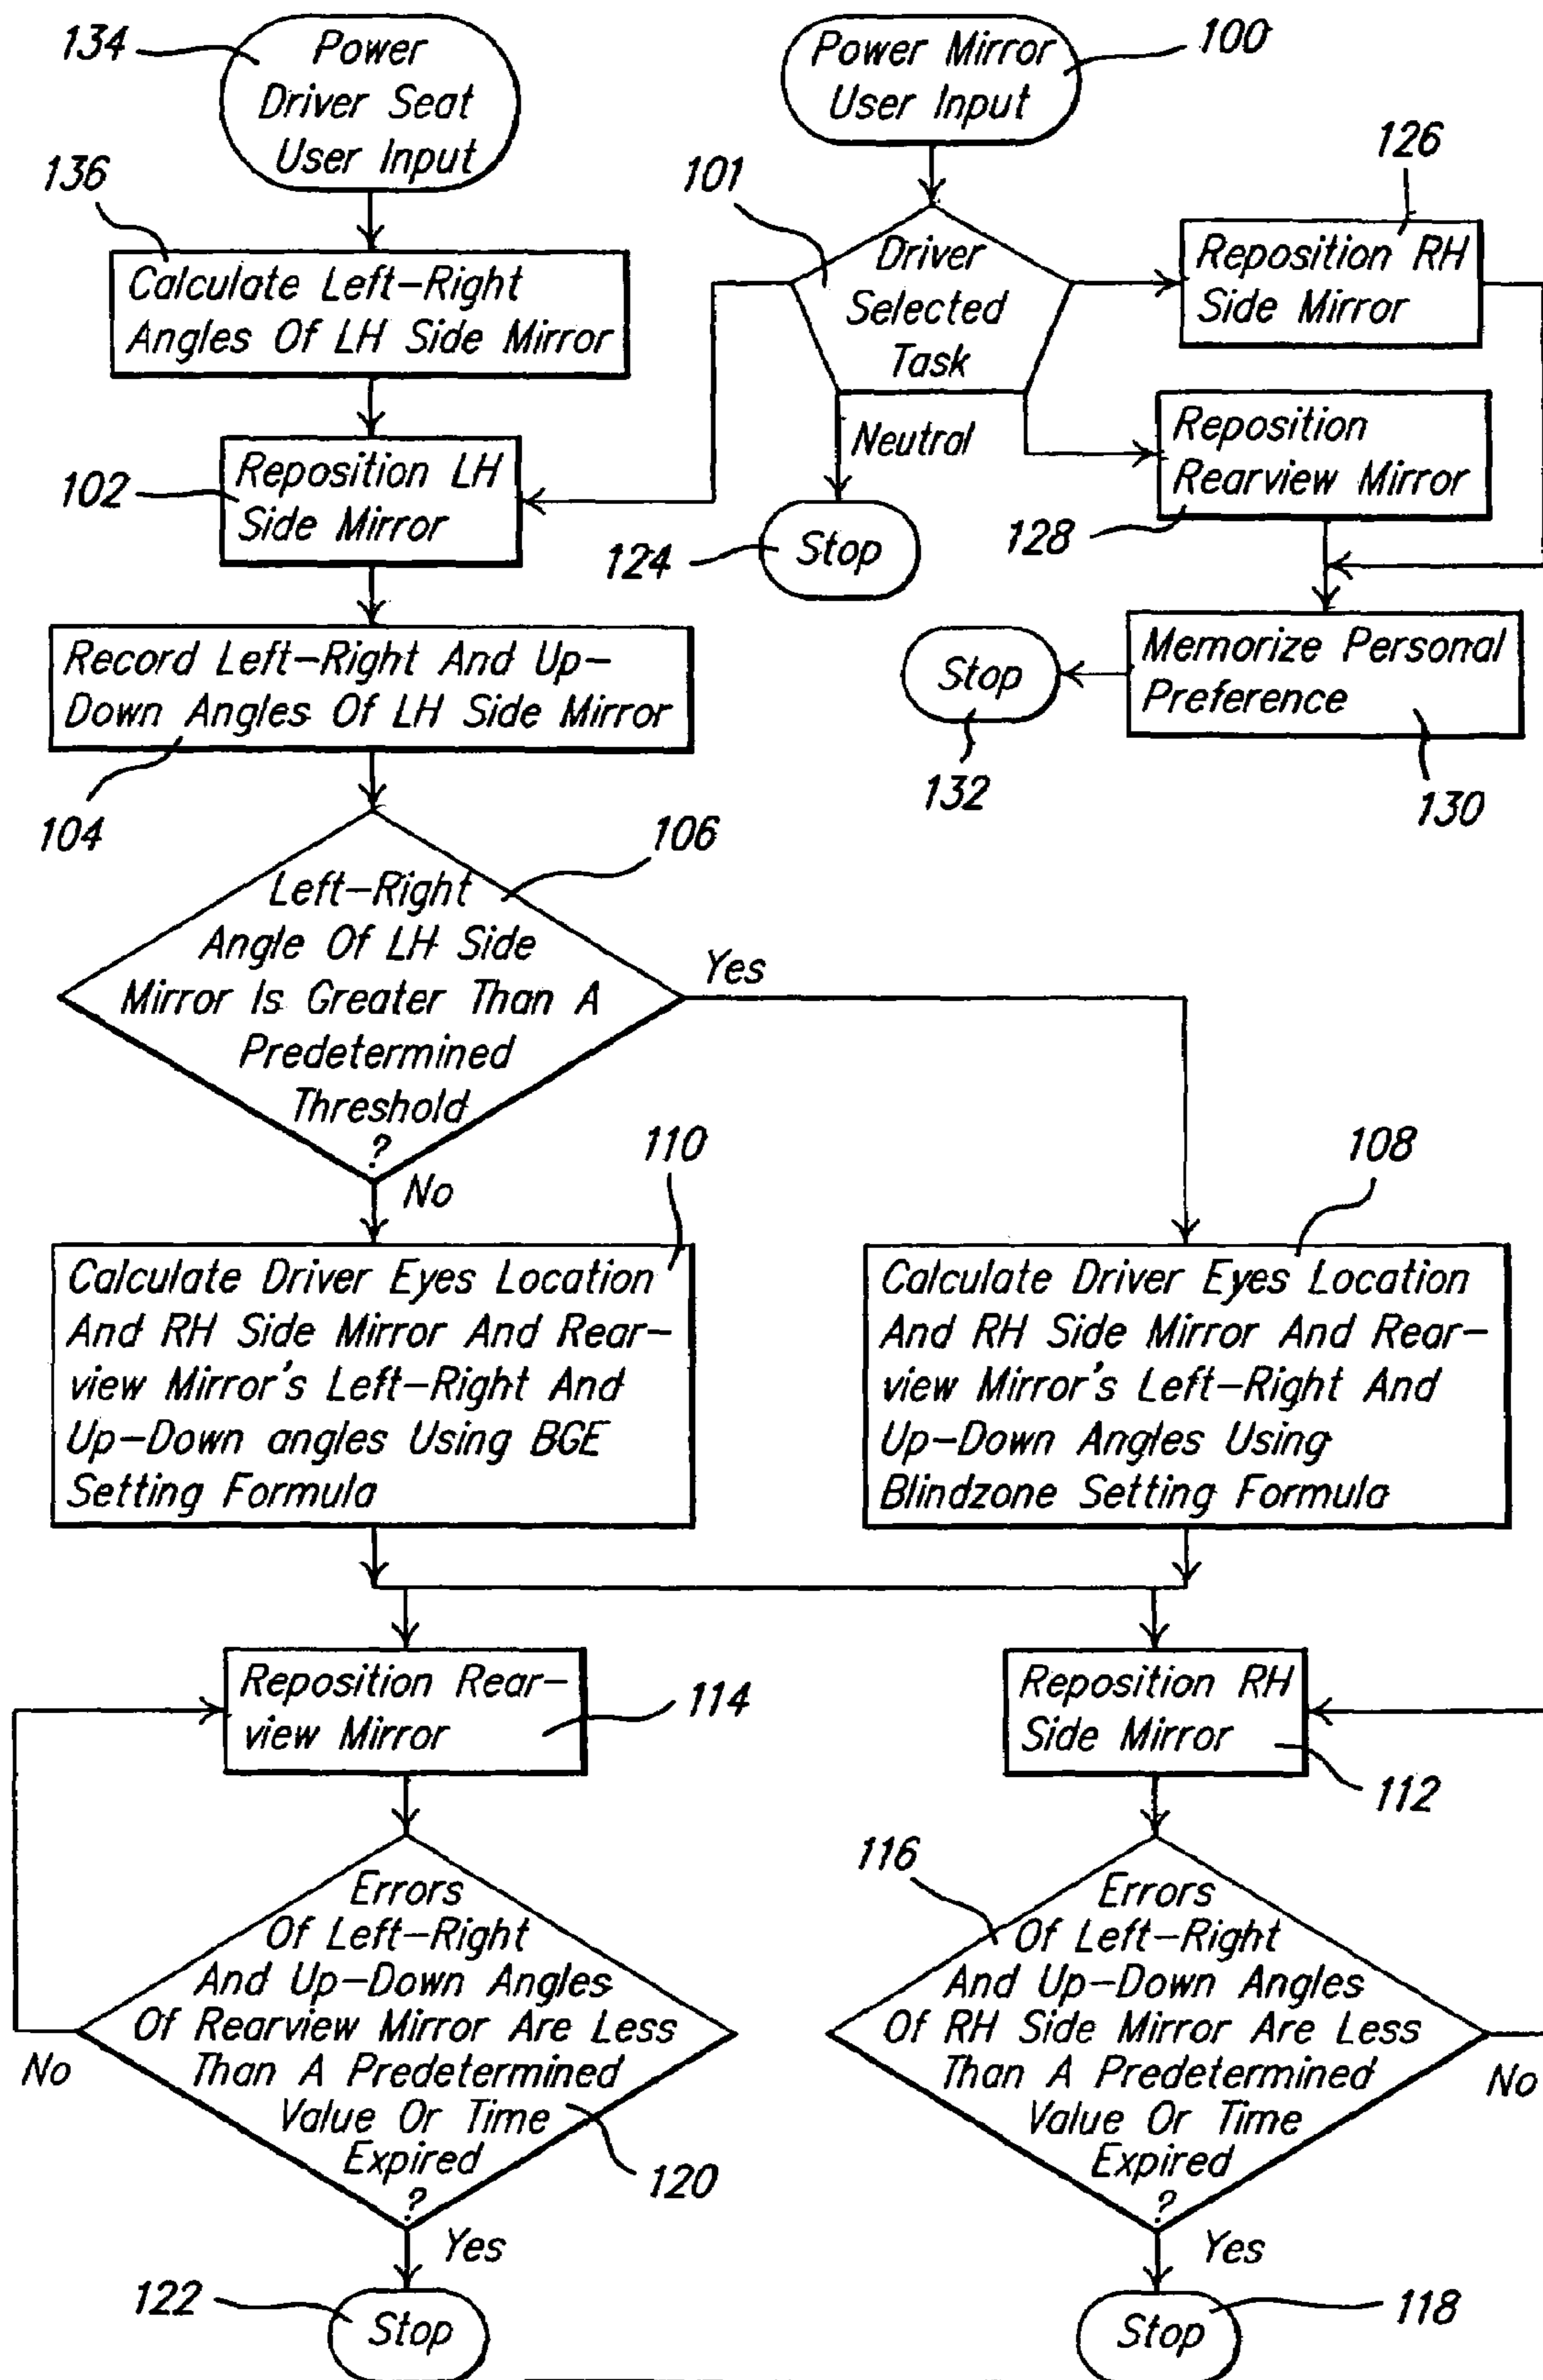 134
Power
Driver Seat
User Input
Power Mirror
User Input
100
136
101
126
Calculate Left-Right
Angles Of LH Side Mirror
Driver
Selected
Task
Reposition RH
Side Mirror
Neutral
Reposition
Rearview Mirror
102
Reposition LH
Side Mirror
124
Stop
128
Record Left-Right And Up-
Down Angles Of LH Side Mirror
Stop
Memorize Personal
Preference
132
130
104
106
Left-Right
Angle Of LH Side
Mirror Is Greater Than A
Predetermined
Threshold
?
Yes
No
110
108
Calculate Driver Eyes Location
And RH Side Mirror And Rear-
view Mirror's Left-Right And
Up-Down angles Using BGE
Setting Formula
Calculate Driver Eyes Location
And RH Side Mirror And Rear-
view Mirror's Left-Right And
Up-Down Angles Using
Blindzone Setting Formula
Reposition Rear-
view Mirror
114
Reposition RH
Side Mirror
112
116
Errors
Of Left-Right
And Up-Down Angles
Of Rearview Mirror Are Less
Than A Predetermined
Value Or Time
Expired
?
No
120
Yes
Errors
Of Left-Right
And Up-Down Angles
Of RH Side Mirror Are Less
Than A Predetermined
Value Or Time
Expired
?
No
Yes
122
Stop
Stop
118